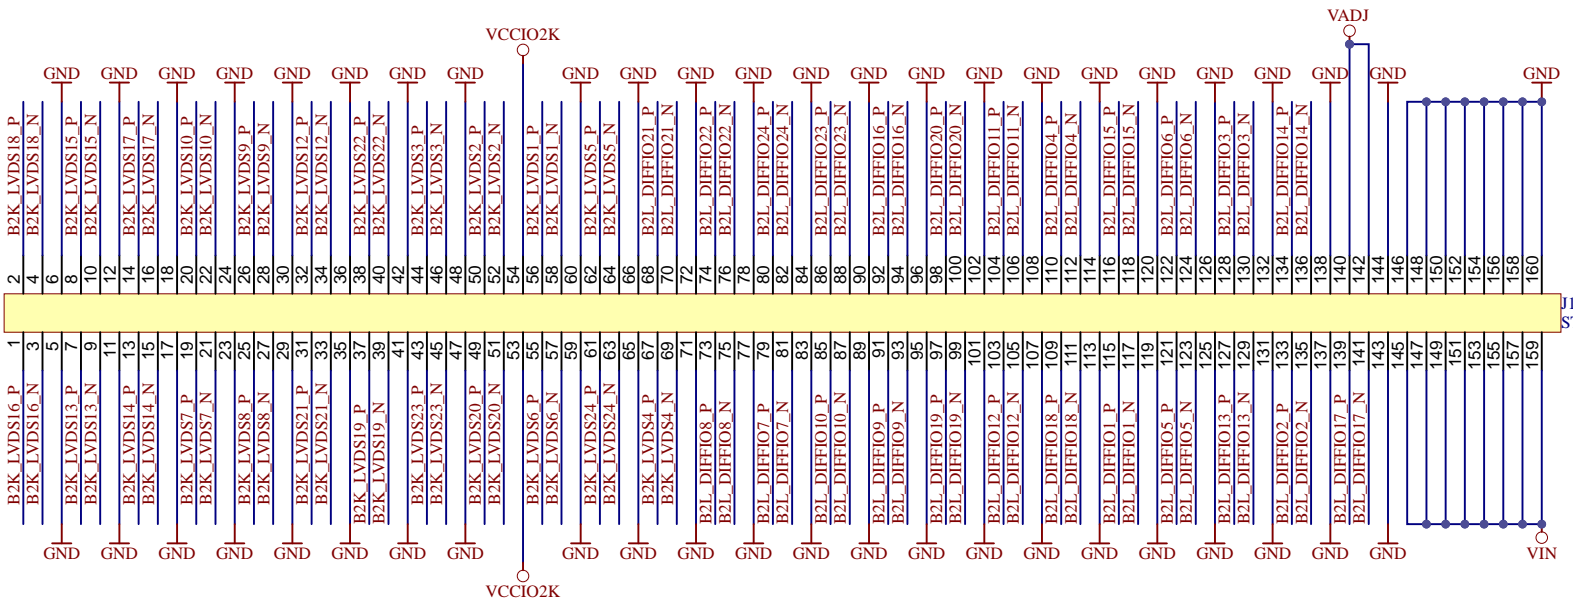 VADJ
VCCIO2K
GND GND GND GND GND GND GND GND GND GND GND GND GND GND GND GND GND GND GND GND GND GND GND GND GND
B2K_LVDS18_P
B2K_LVDS18_N
B2K_LVDS15_P
B2K_LVDS15_N
B2K_LVDS17_P
B2K_LVDS17_N
B2K_LVDS10_P
B2K_LVDS10_N
B2K_LVDS9_P
B2K_LVDS9_N
B2K_LVDS12_P
B2K_LVDS12_N
B2K_LVDS22_P
B2K_LVDS22_N
B2K_LVDS3_P
B2K_LVDS3_N
B2K_LVDS2_P
B2K_LVDS2_N
B2K_LVDS1_P
B2K_LVDS1_N
B2K_LVDS5_P
B2K_LVDS5_N
B2L_DIFFIO21_P
B2L_DIFFIO21_N
B2L_DIFFIO22_P
B2L_DIFFIO22_N
B2L_DIFFIO24_P
B2L_DIFFIO24_N
B2L_DIFFIO23_P
B2L_DIFFIO23_N
B2L_DIFFIO16_P
B2L_DIFFIO16_N
B2L_DIFFIO20_P
B2L_DIFFIO20_N
B2L_DIFFIO11_P
B2L_DIFFIO11_N
B2L_DIFFIO4_P
B2L_DIFFIO4_N
B2L_DIFFIO15_P
B2L_DIFFIO15_N
B2L_DIFFIO6_P
B2L_DIFFIO6_N
B2L_DIFFIO3_P
B2L_DIFFIO3_N
B2L_DIFFIO14_P
B2L_DIFFIO14_N
2 4 6 8 10 12 14 16 18 20 22 24 26 28 30 32 34 36 38 40 42 44 46 48 50 52 54 56 58 60 62 64 66 68 70 72 74 76 78 80 82 84 86 88 90 92 94 96 98 100 102 104 106 108 110 112 114 116 118 120 122 124 126 128 130 132 134 136 138 140 142 144 146 148 150 152 154 156 158 160
J1
1 3 5 7 9 11 13 15 17 19 21 23 25 27 29 31 33 35 37 39 41 43 45 47 49 51 53 55 57 59 61 63 65 67 69 71 73 75 77 79 81 83 85 87 89 91 93 95 97 99 101 103 105 107 109 111 113 115 117 119 121 123 125 127 129 131 133 135 137 139 141 143 145 147 149 151 153 155 157 159
B2K_LVDS16_P
B2K_LVDS16_N
B2K_LVDS13_P
B2K_LVDS13_N
B2K_LVDS14_P
B2K_LVDS14_N
B2K_LVDS7_P
B2K_LVDS7_N
B2K_LVDS8_P
B2K_LVDS8_N
B2K_LVDS21_P
B2K_LVDS21_N
B2K_LVDS19_P
B2K_LVDS19_N
B2K_LVDS23_P
B2K_LVDS23_N
B2K_LVDS20_P
B2K_LVDS20_N
B2K_LVDS6_P
B2K_LVDS6_N
B2K_LVDS24_P
B2K_LVDS24_N
B2K_LVDS4_P
B2K_LVDS4_N
B2L_DIFFIO8_P
B2L_DIFFIO8_N
B2L_DIFFIO7_P
B2L_DIFFIO7_N
B2L_DIFFIO10_P
B2L_DIFFIO10_N
B2L_DIFFIO9_P
B2L_DIFFIO9_N
B2L_DIFFIO19_P
B2L_DIFFIO19_N
B2L_DIFFIO12_P
B2L_DIFFIO12_N
B2L_DIFFIO18_P
B2L_DIFFIO18_N
B2L_DIFFIO1_P
B2L_DIFFIO1_N
B2L_DIFFIO5_P
B2L_DIFFIO5_N
B2L_DIFFIO13_P
B2L_DIFFIO13_N
B2L_DIFFIO2_P
B2L_DIFFIO2_N
B2L_DIFFIO17_P
B2L_DIFFIO17_N
GND GND GND GND GND GND GND GND GND GND GND GND GND GND GND GND GND GND GND GND GND GND GND VIN
VCCIO2K